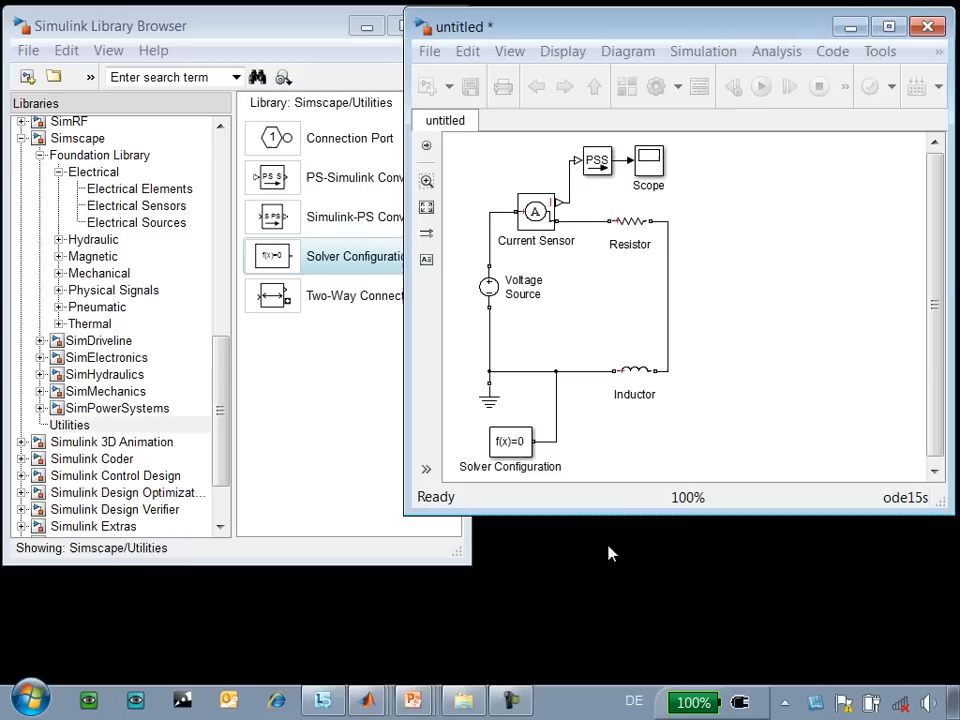 Simulink Library Browser
File Edit View Help
» Enter search term
Libraries
SimRF
Simscape
Foundation Library
Electrical
Electrical Elements
Electrical Sensors
Electrical Sources
Hydraulic
Magnetic
Mechanical
Physical Signals
Pneumatic
Thermal
SimDriveline
SimElectronics
SimHydraulics
SimMechanics
SimPowerSystems
Utilities
Simulink 3D Animation
Simulink Coder
Simulink Control Design
Simulink Design Optimizat...
Simulink Design Verifier
Simulink Extras
Showing: Simscape/Utilities
Library: Simscape/Utilities
1 Connection Port
PS S PS-Simulink Conv
S PS Simulink-PS Conv
f(x)=0 Solver Configuratio
Two-Way Connect
untitled *
File Edit View Display Diagram Simulation Analysis Code Tools »
»
untitled
PSS
Scope
I
A
Current Sensor
Resistor
Voltage
Source
Inductor
f(x)=0
Solver Configuration
»
Ready 100% ode15s
DE 100%